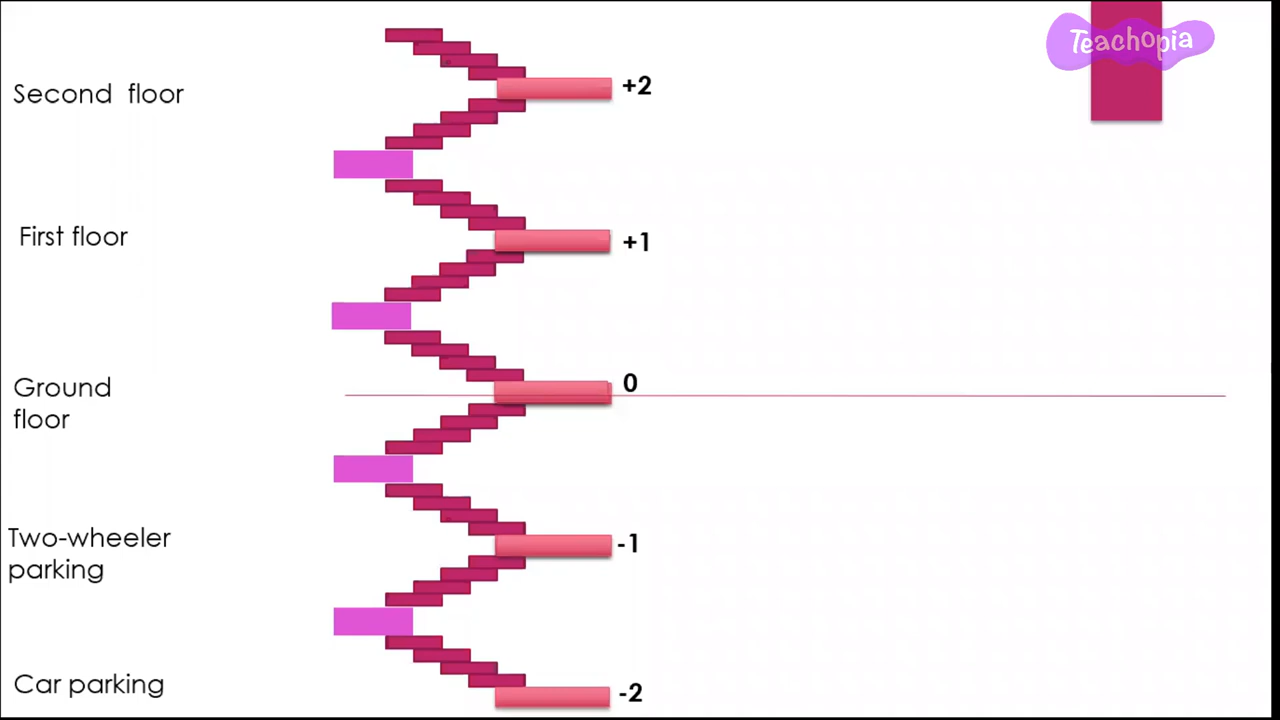 Teachopia
Second floor
+2
First floor
+1
Ground
floor
0
Two-wheeler
parking
-1
Car parking
-2